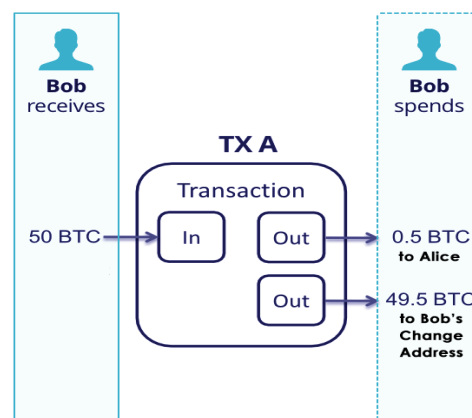 Bob
receives
50 BTC
TX A
Transaction
In
Out
Out
Bob
spends
0.5 BTC
to Alice
49.5 BTC
to Bob's
Change
Address